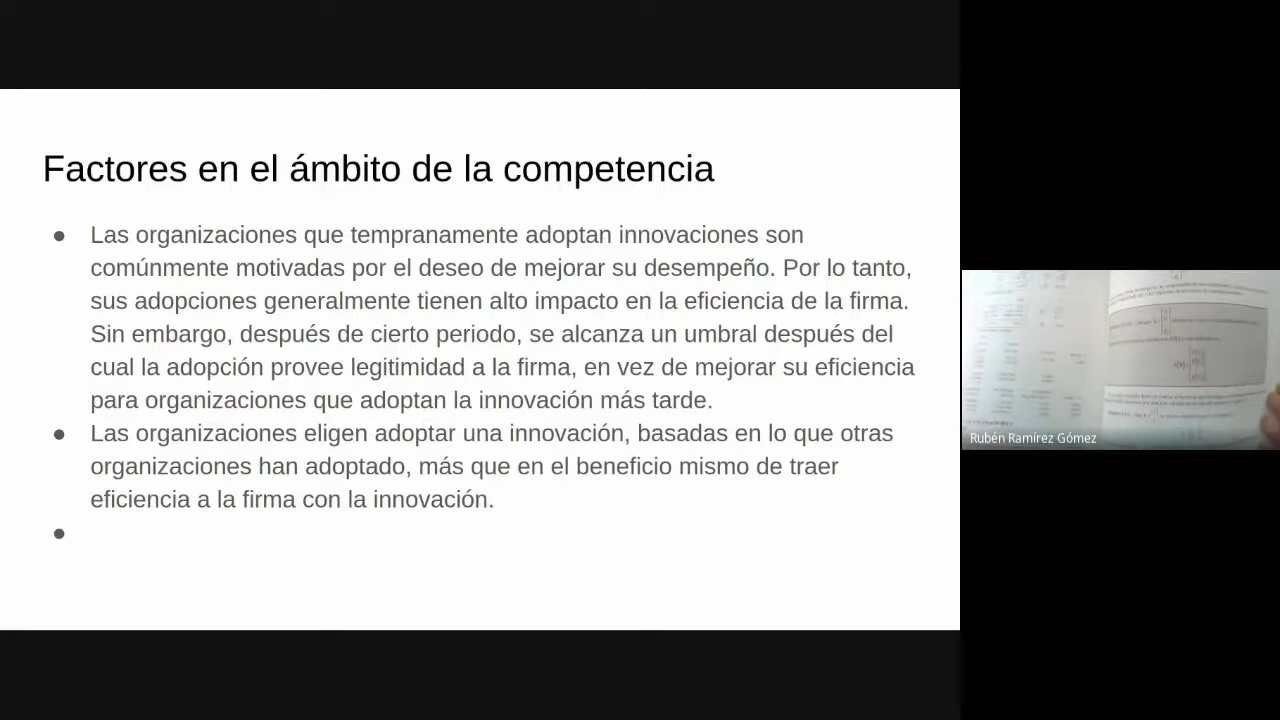 Factores en el ámbito de la competencia
● Las organizaciones que tempranamente adoptan innovaciones son
comúnmente motivadas por el deseo de mejorar su desempeño. Por lo tanto,
sus adopciones generalmente tienen alto impacto en la eficiencia de la firma.
Sin embargo, después de cierto periodo, se alcanza un umbral después del
cual la adopción provee legitimidad a la firma, en vez de mejorar su eficiencia
para organizaciones que adoptan la innovación más tarde.
● Las organizaciones eligen adoptar una innovación, basadas en lo que otras
organizaciones han adoptado, más que en el beneficio mismo de traer
eficiencia a la firma con la innovación.
●
Rubén Ramírez Gómez